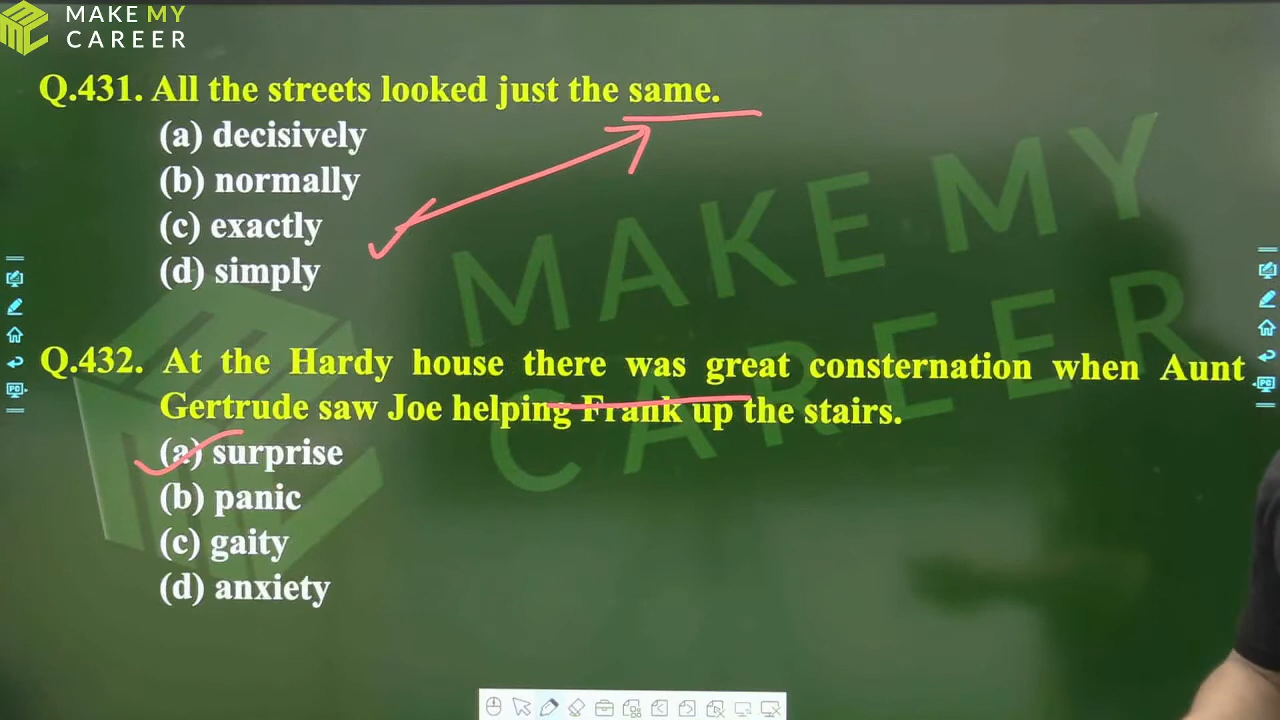 MAKE MY
CAREER
Q.431. All the streets looked just the same.
(a) decisively
(b) normally
(c) exactly
(d) simply
MAKE MY
CAREER
Q.432. At the Hardy house there was great consternation when Aunt
Gertrude saw Joe helping Frank up the stairs.
(a) surprise
(b) panic
(c) gaity
(d) anxiety